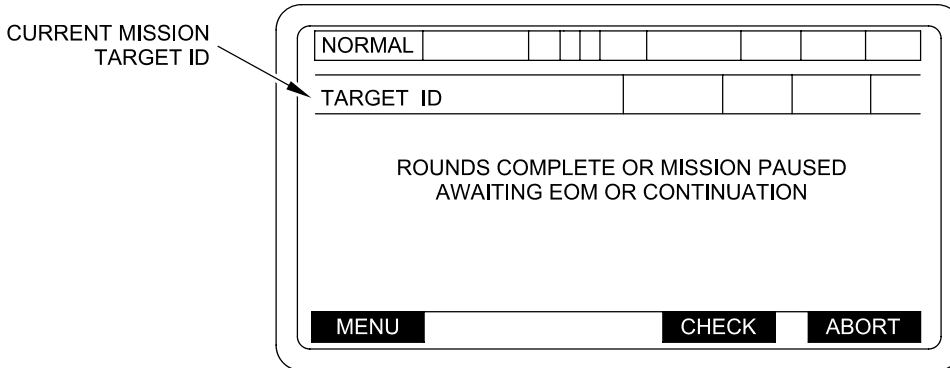 CURRENT MISSION
TARGET ID
NORMAL
TARGET ID
ROUNDS COMPLETE OR MISSION PAUSED
AWAITING EOM OR CONTINUATION
MENU CHECK ABORT